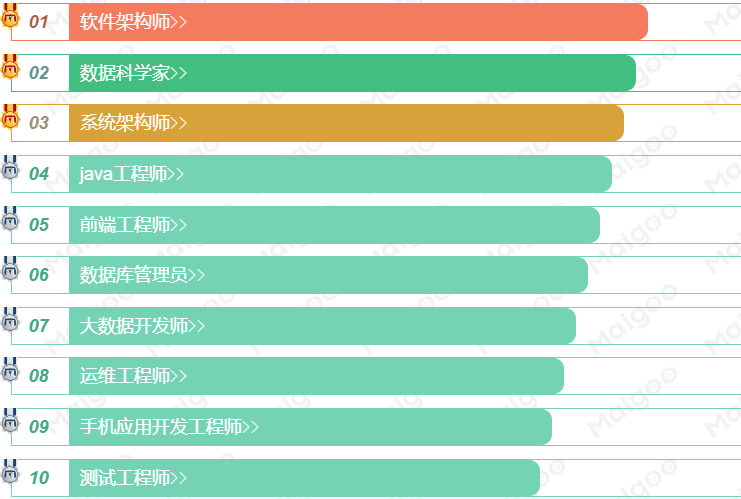 01 软件架构师>>
02 数据科学家>>
03 系统架构师>>
04 java工程师>>
05 前端工程师>>
06 数据库管理员>>
07 大数据开发师>>
08 运维工程师>>
09 手机应用开发工程师>>
10 测试工程师>>
Maigoo